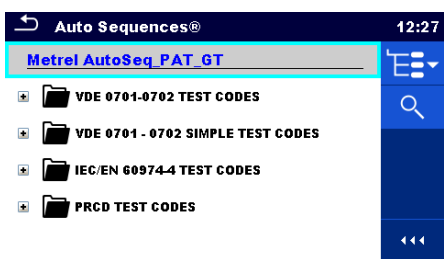 Auto Sequences®
12:27
Metrel AutoSeq_PAT_GT
VDE 0701-0702 TEST CODES
VDE 0701 - 0702 SIMPLE TEST CODES
IEC/EN 60974-4 TEST CODES
PRCD TEST CODES